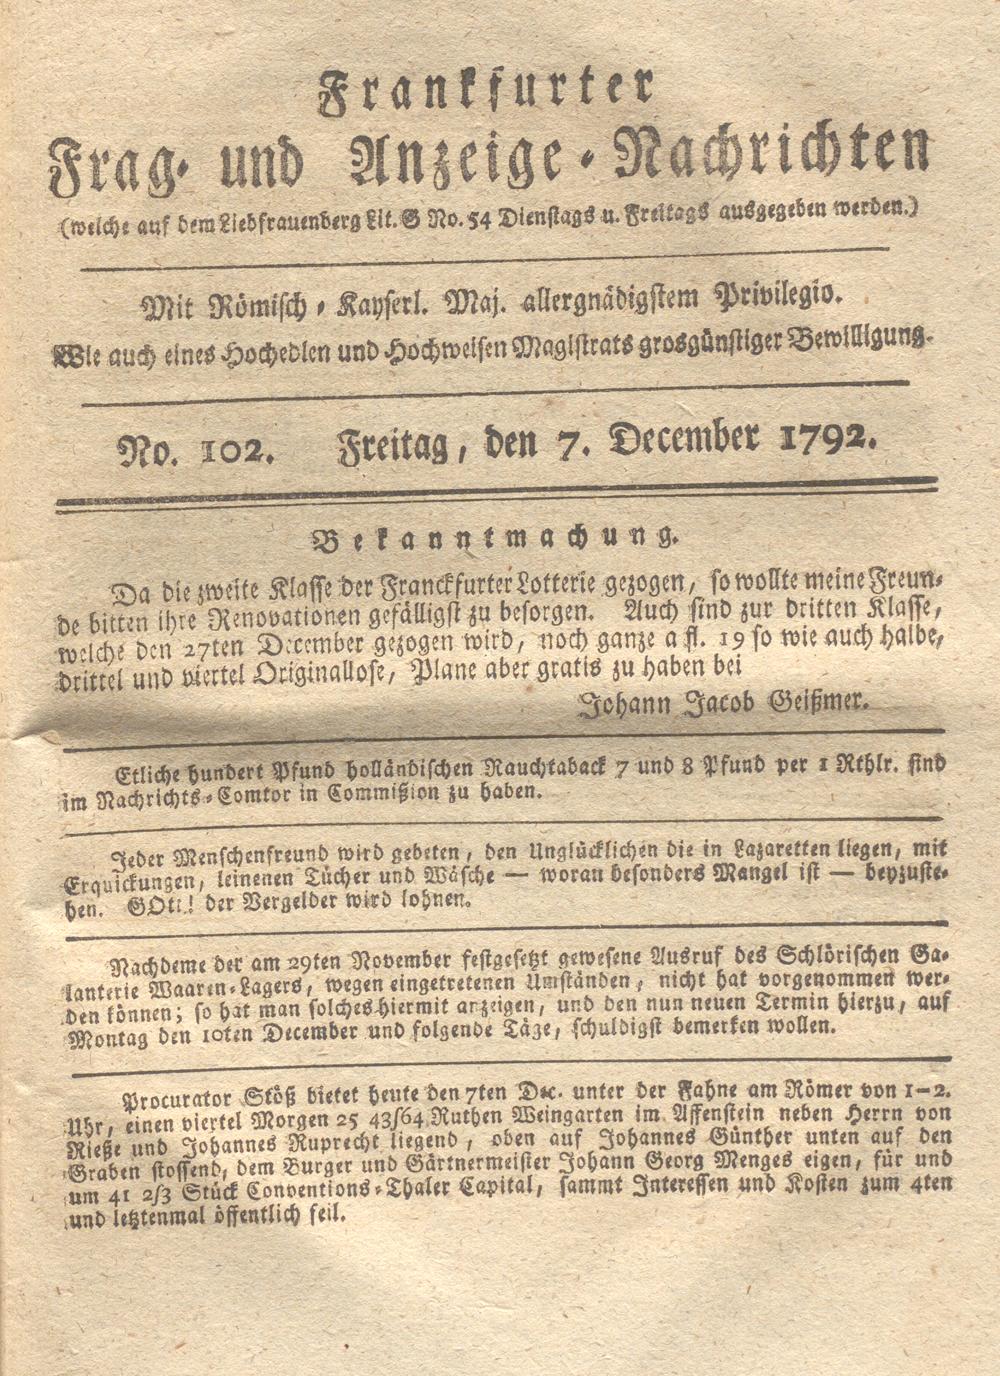 Frankfurter
Frag- und Anzeige-Nachrichten
(welche auf dem Liebfrauenberg Lit. G No. 54 Dienstags u. Freitags ausgegeben werden.)
Mit Römisch-Kayserl. Maj. allergnädigstem Privilegio.
Wie auch eines Hochedlen und Hochweisen Magistrats grosgünstiger Bewilligung.
No. 102. Freitag, den 7. December 1792.
Bekanntmachung.
Da die zweite Klasse der Franckfurter Lotterie gezogen, so wollte meine Freun-
de bitten ihre Renovationen gefälligst zu besorgen. Auch sind zur dritten Klasse,
welche den 27ten December gezogen wird, noch ganze a fl. 19 so wie auch halbe,
drittel und viertel Originallose, Plane aber gratis zu haben bei
Johann Jacob Geißmer.
Etliche hundert Pfund holländischen Rauchtaback 7 und 8 Pfund per 1 Rthlr. sind
im Nachrichts-Comtor in Commißion zu haben.
Jeder Menschenfreund wird gebeten, den Unglücklichen die in Lazaretten liegen, mit
Erquickungen, leinenen Tücher und Wäsche — woran besonders Mangel ist — beyzuste-
hen. GOtt! der Vergelder wird lohnen.
Nachdeme der am 29ten November festgesetzt gewesene Ausruf des Schlörischen Ga-
lanterie Waaren-Lagers, wegen eingetretenen Umständen, nicht hat vorgenommen wer-
den können; so hat man solches hiermit anzeigen, und den nun neuen Termin hierzu, auf
Montag den 10ten December und folgende Täge, schuldigst bemerken wollen.
Procurator Stöß bietet heute den 7ten Dec. unter der Fahne am Römer von 1-2.
Uhr, einen viertel Morgen 25 43/64 Ruthen Weingarten im Affenstein neben Herrn von
Rieße und Johannes Ruprecht liegend, oben auf Johannes Günther unten auf den
Graben stossend, dem Burger und Gärtnermeister Johann Georg Menges eigen, für und
um 41 2/3 Stück Conventions-Thaler Capital, sammt Interessen und Kosten zum 4ten
und letztenmal öffentlich feil.